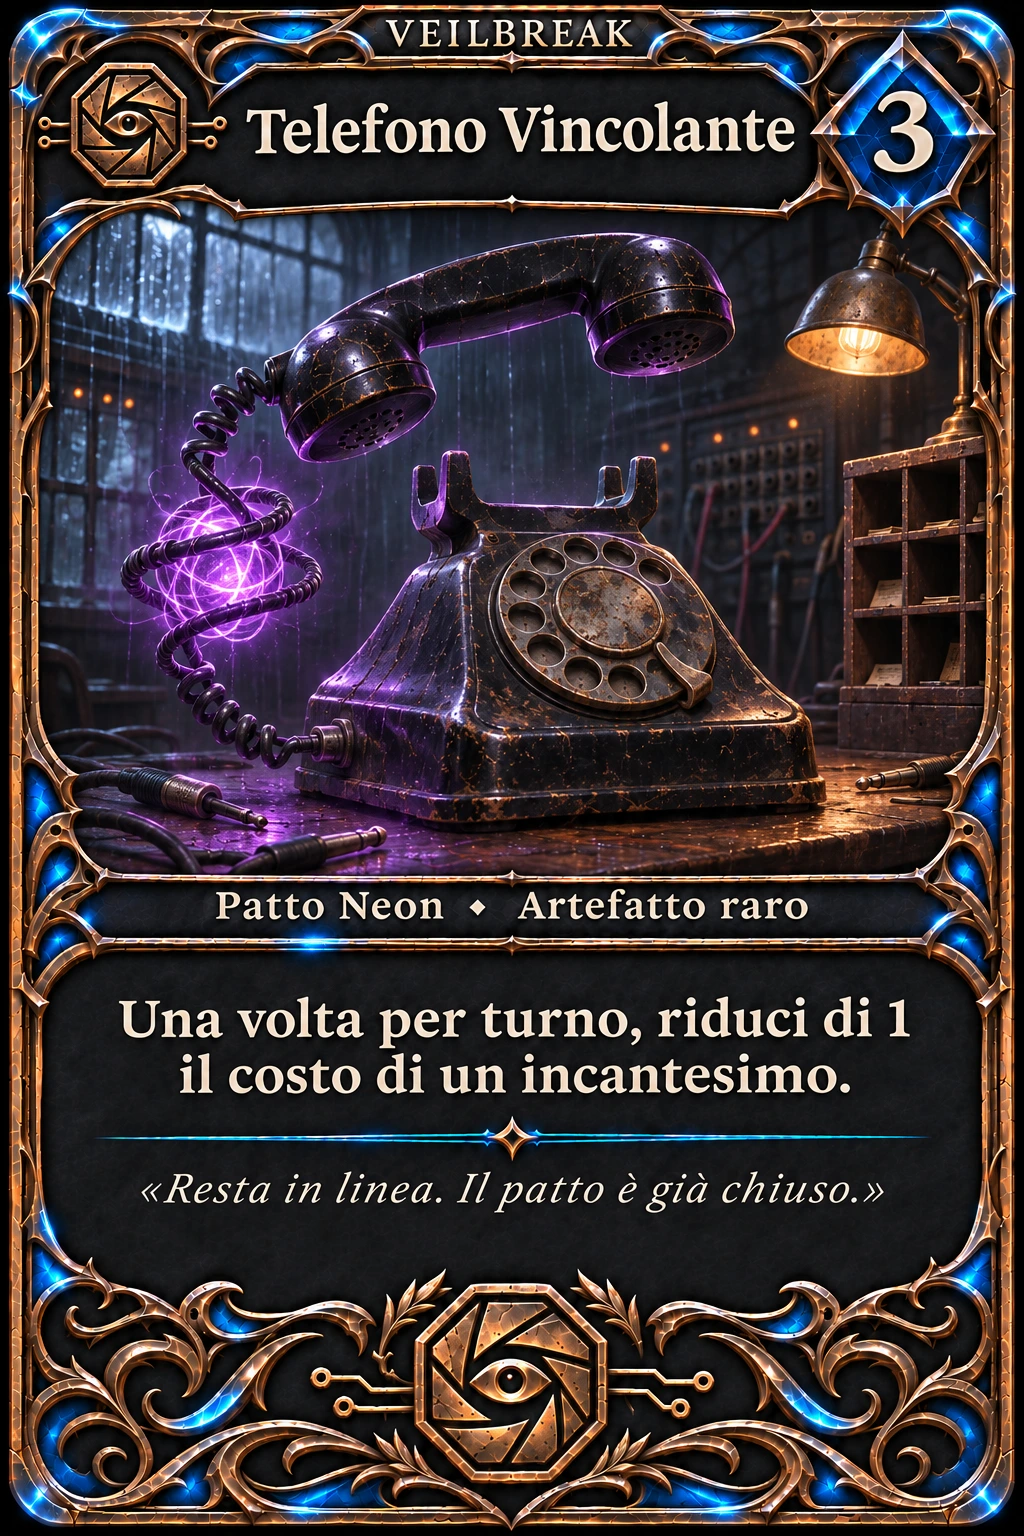 VEILBREAK
Telefono Vincolante
3
Patto Neon ◆ Artefatto raro
Una volta per turno, riduci di 1
il costo di un incantesimo.
«Resta in linea. Il patto è già chiuso.»